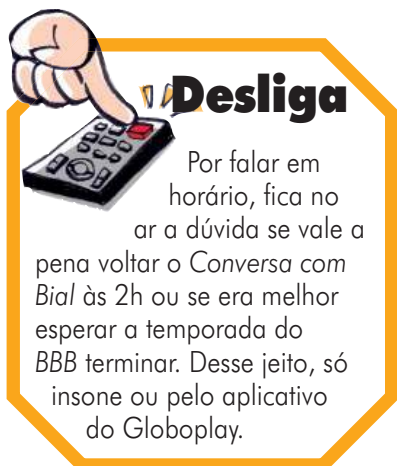 Desliga
Por falar em
horário, fica no
ar a dúvida se vale a
pena voltar o Conversa com
Bial às 2h ou se era melhor
esperar a temporada do
BBB terminar. Desse jeito, só
insone ou pelo aplicativo
do Globoplay.